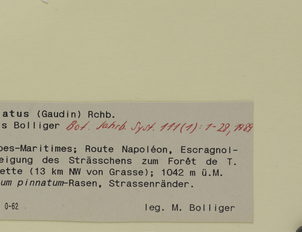 atus (Gaudin) Rchb.
s Bolliger Bot. Jahrb. Syst. 111(1): 1-28, 1989
pes-Maritimes; Route Napoléon, Escragnol-
eigung des Strässchens zum Forêt de T.
ette (13 km NW von Grasse); 1042 m ü.M.
um pinnatum-Rasen, Strassenränder.
0-62 leg. M. Bolliger